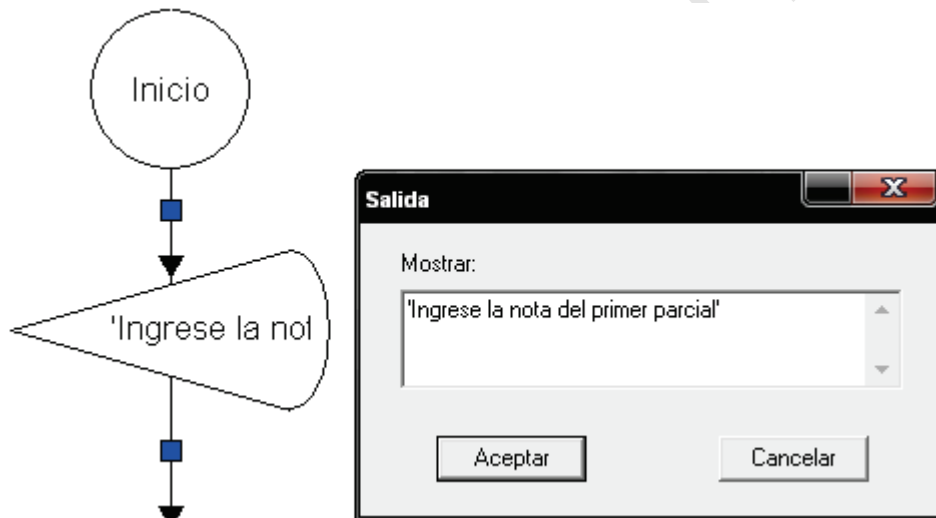 Inicio
'Ingrese la not
Salida
Mostrar:
'Ingrese la nota del primer parcial'
Aceptar
Cancelar